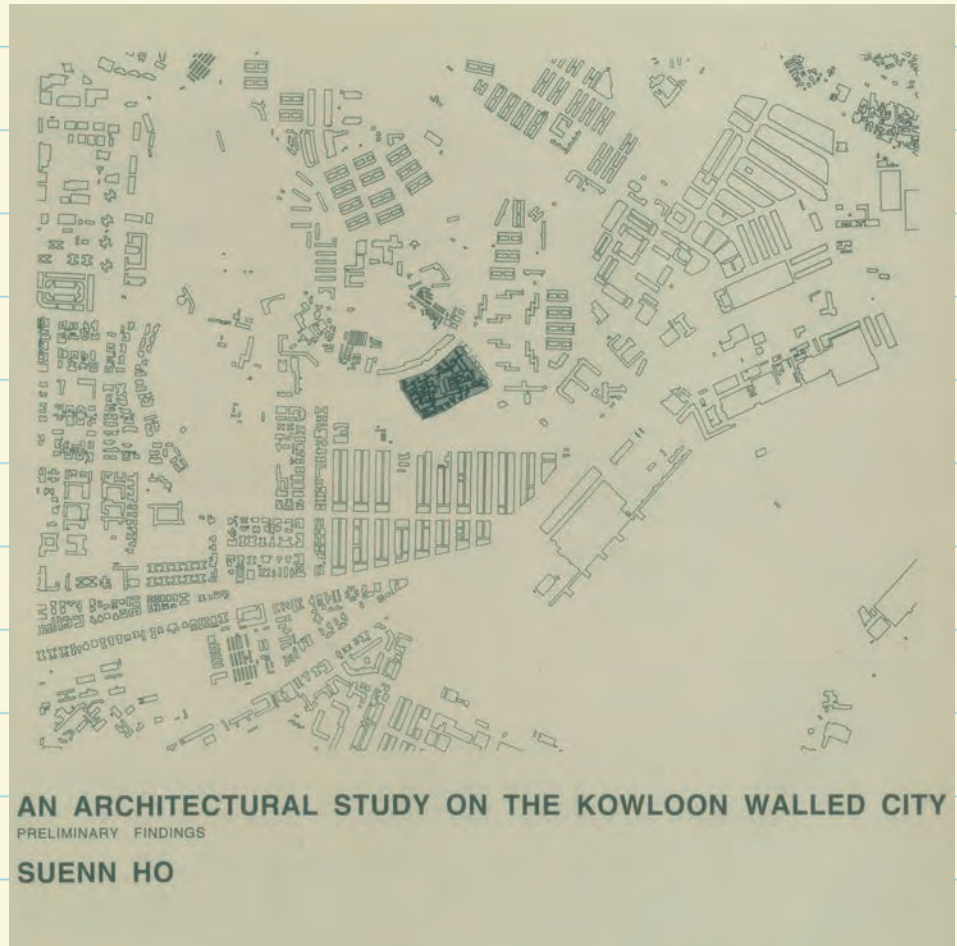 AN ARCHITECTURAL STUDY ON THE KOWLOON WALLED CITY
PRELIMINARY FINDINGS
SUENN HO